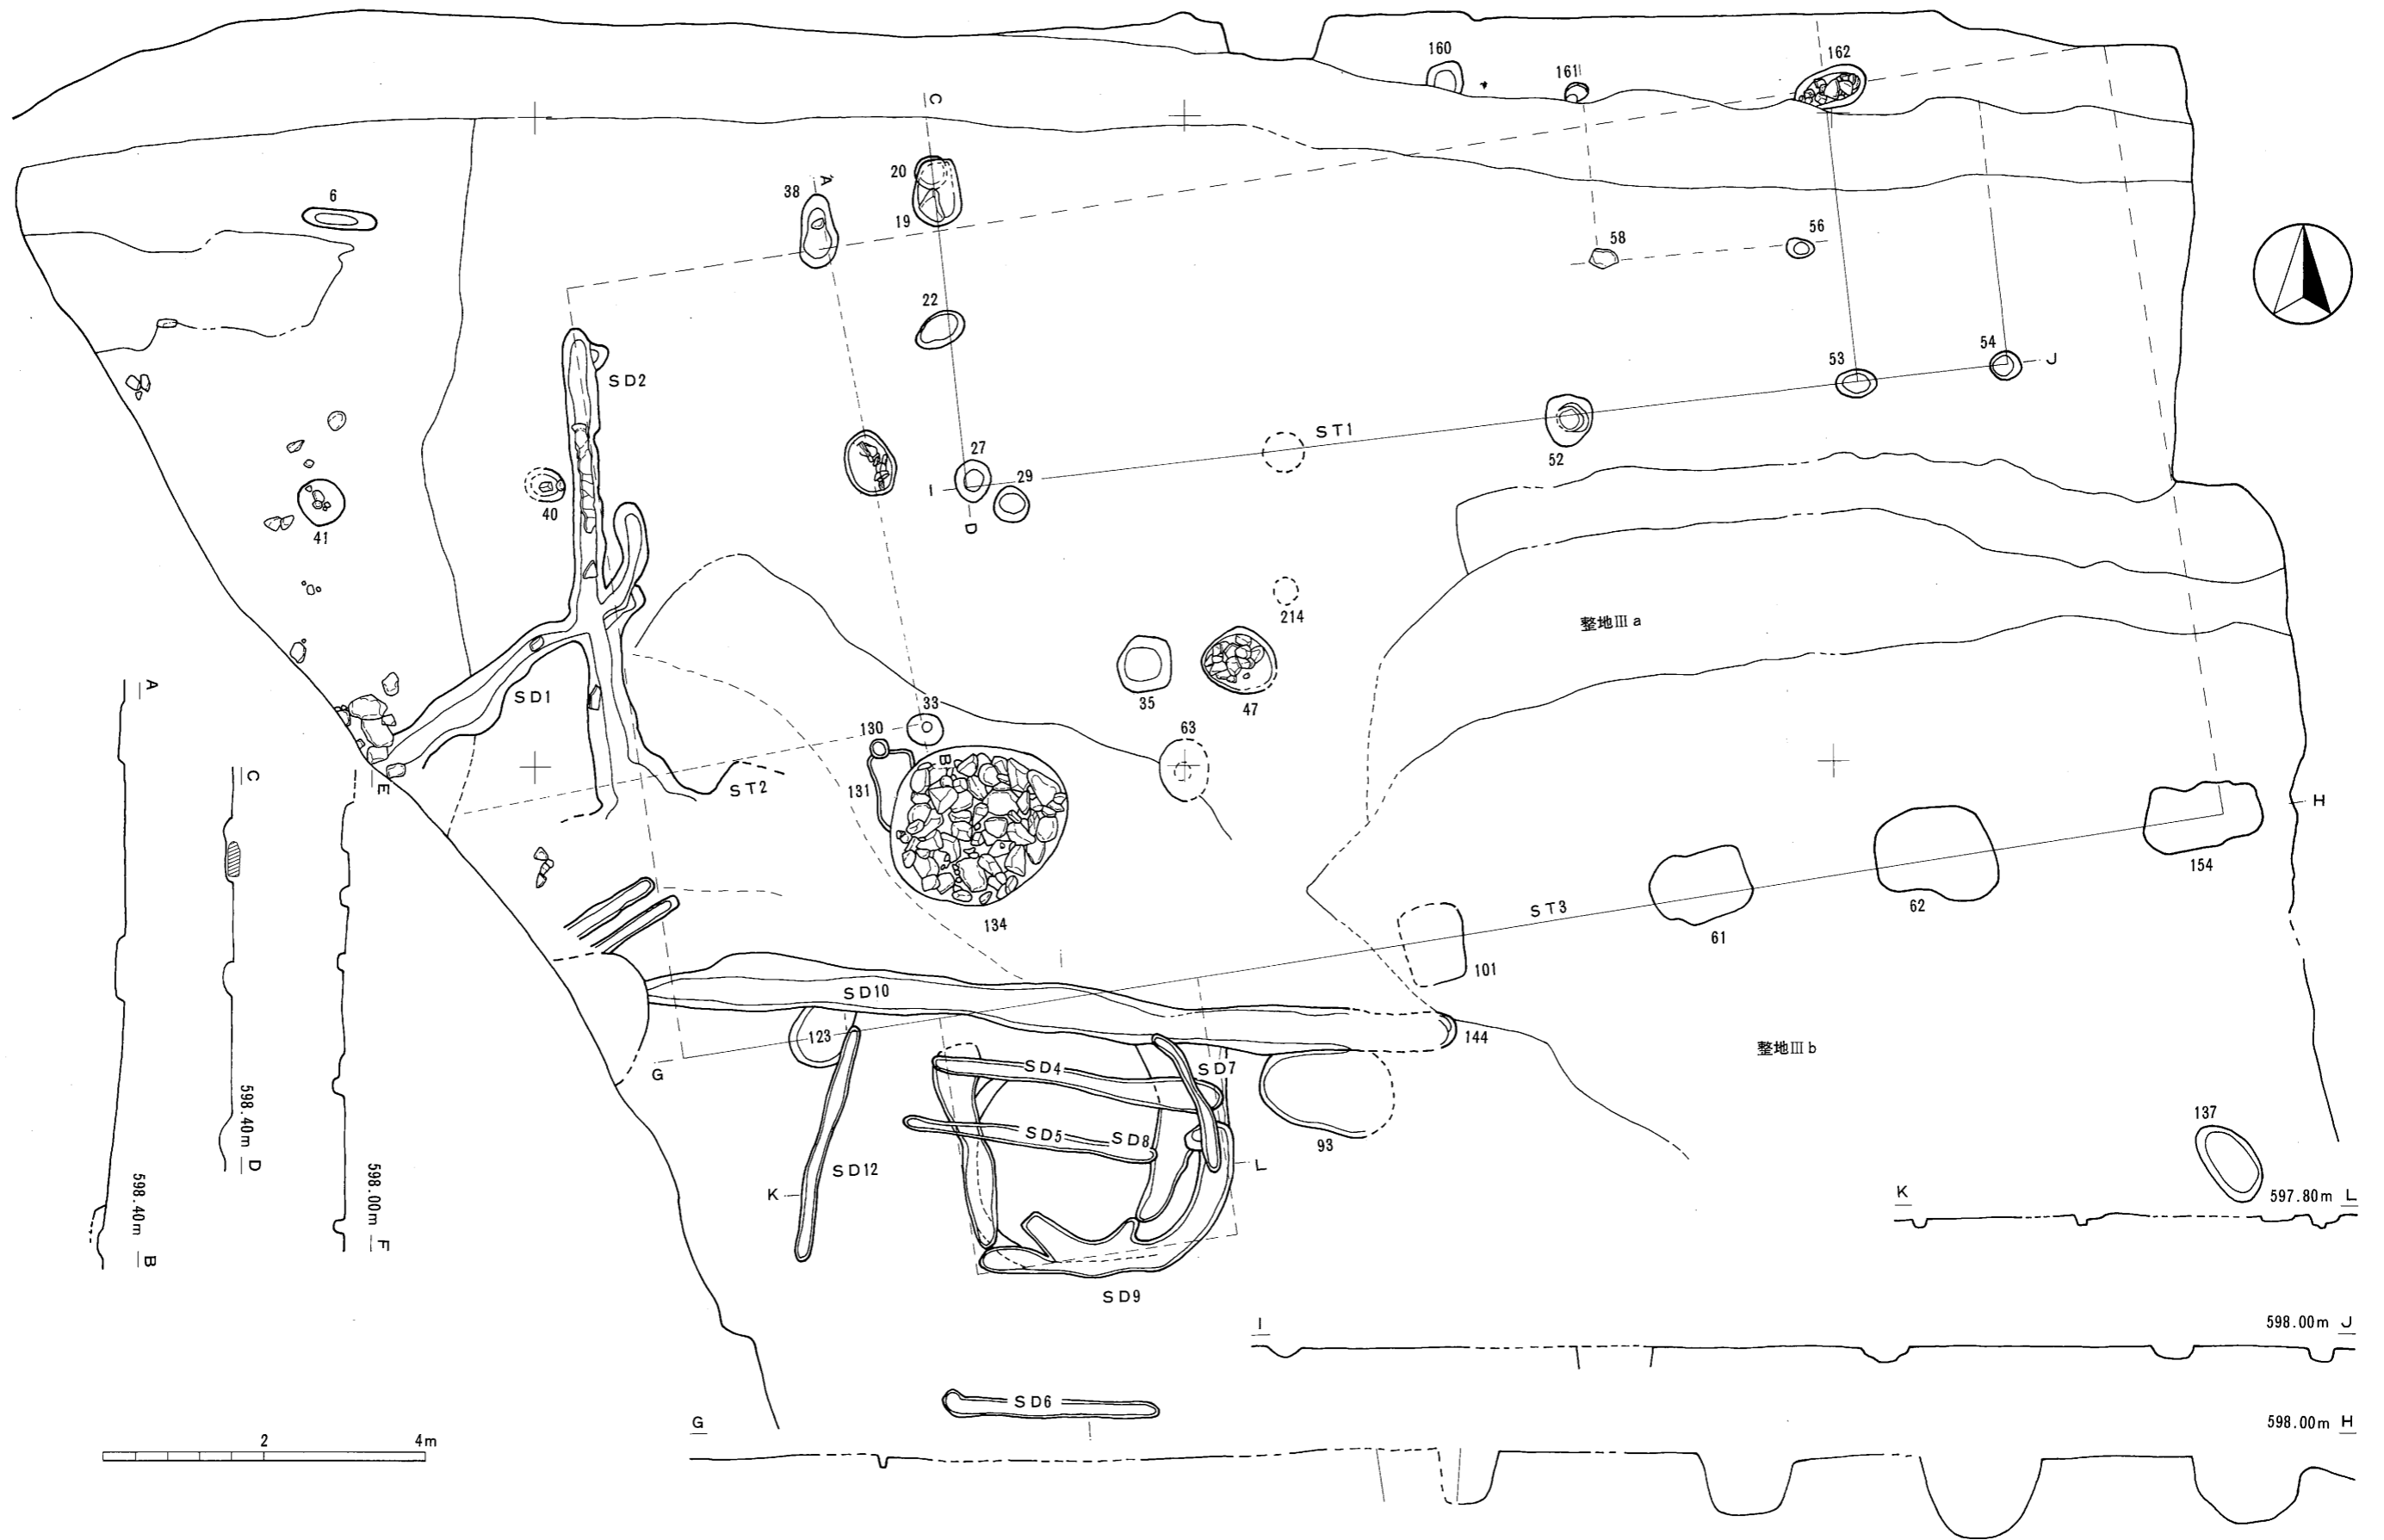 160
161
162
C
20
A
38
19
6
58
56
22
SD2
53
54
J
ST1
27
29
I
52
40
D
41
214
整地Ⅲa
35
47
SD1
33
130
63
A
ST2
B
131
C
E
H
154
134
62
ST3
61
101
SD10
123
144
G
整地Ⅲb
SD4
SD7
137
SD5
SD8
93
598.40m
D
SD12
L
K
598.40m
B
598.00m
F
K
597.80m L
SD9
I
598.00m J
SD6
G
598.00m H
2
4m